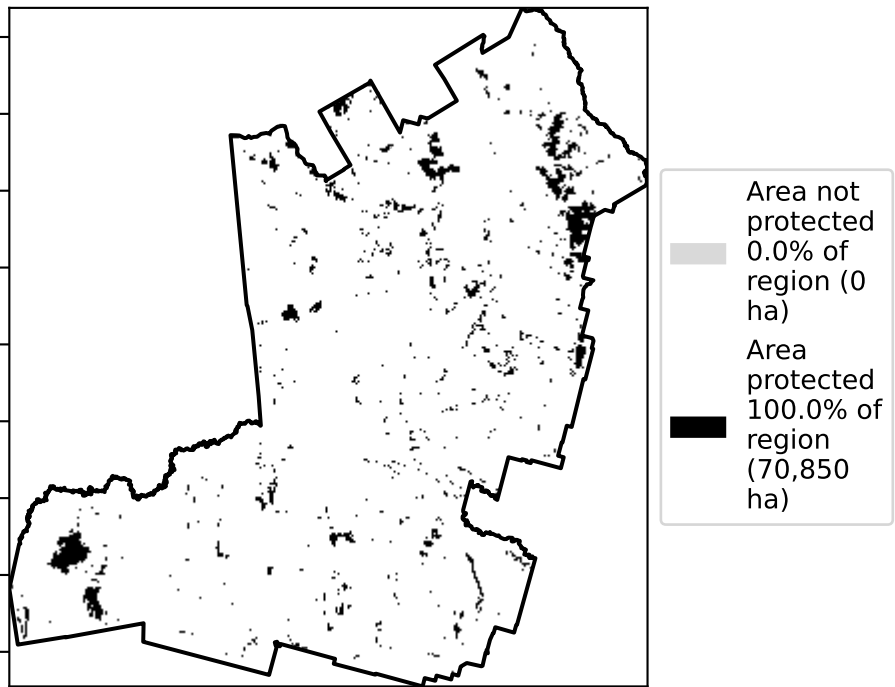 Area not
protected
0.0% of
region (0
ha)
Area
protected
100.0% of
region
(70,850
ha)